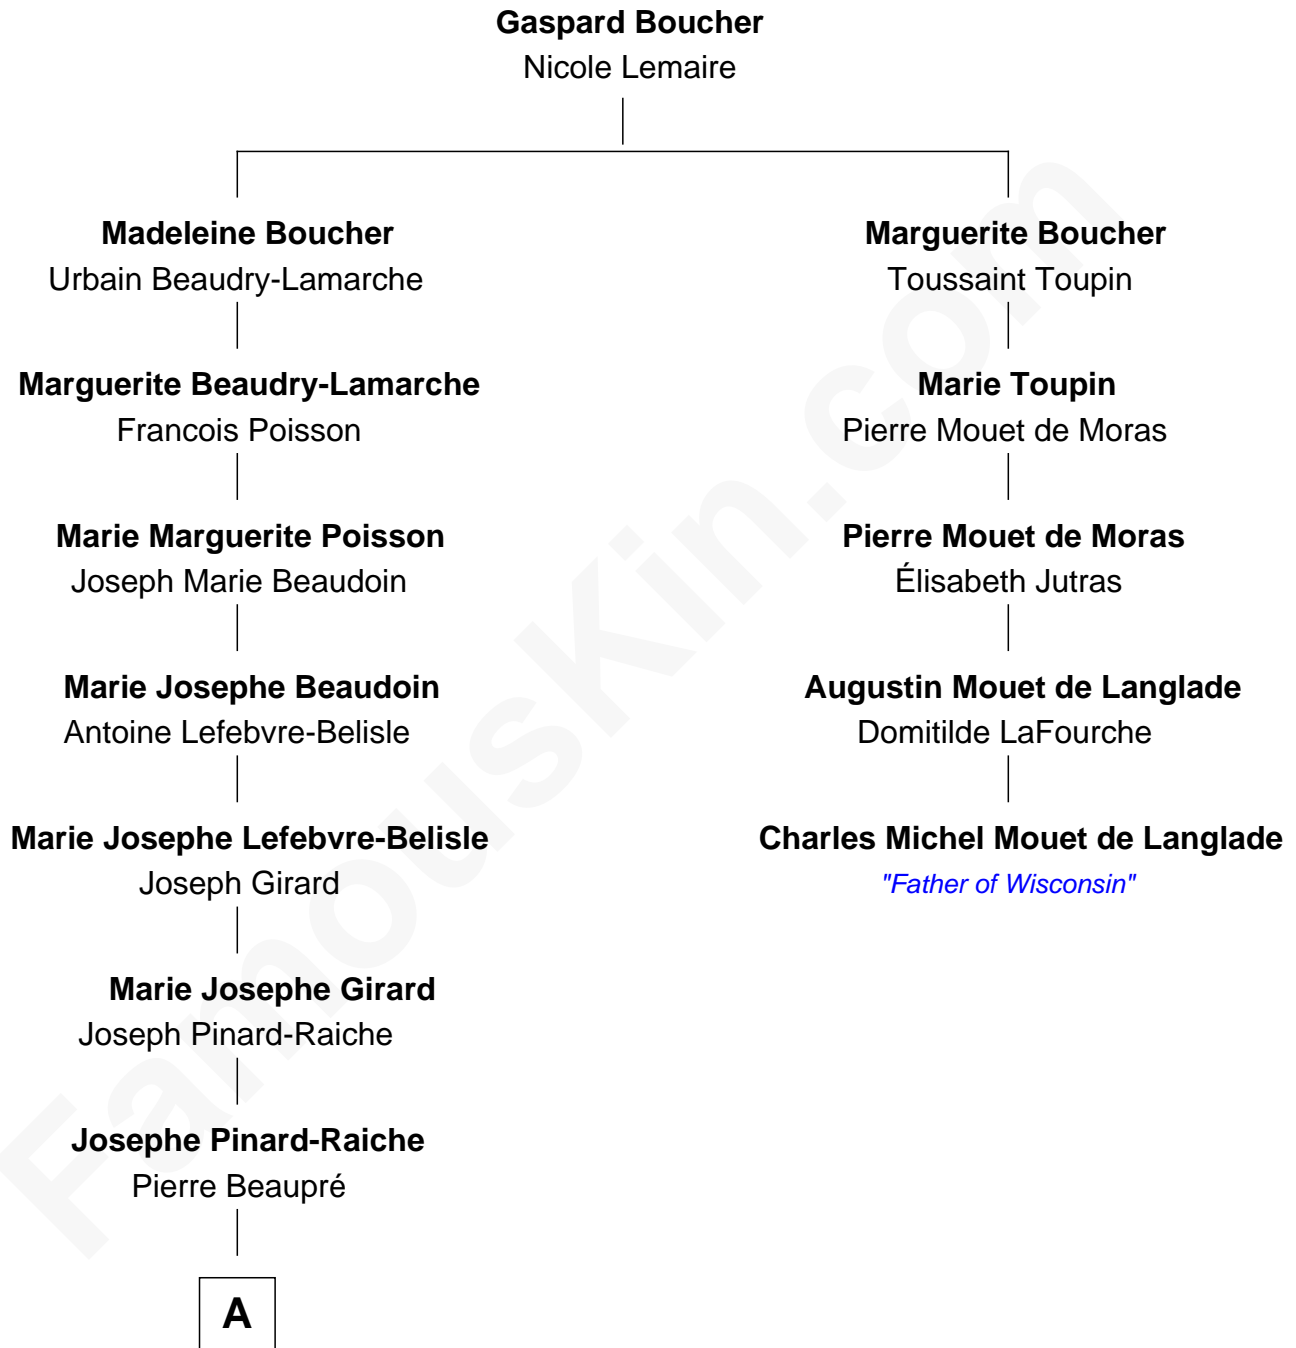 Gaspard Boucher
Nicole Lemaire
Madeleine Boucher
Urbain Beaudry-Lamarche
Marguerite Boucher
Toussaint Toupin
Marguerite Beaudry-Lamarche
Francois Poisson
Marie Toupin
Pierre Mouet de Moras
Marie Marguerite Poisson
Joseph Marie Beaudoin
Pierre Mouet de Moras
Élisabeth Jutras
Marie Josephe Beaudoin
Antoine Lefebvre-Belisle
Augustin Mouet de Langlade
Domitilde LaFourche
Marie Josephe Lefebvre-Belisle
Joseph Girard
Charles Michel Mouet de Langlade
"Father of Wisconsin"
Marie Josephe Girard
Joseph Pinard-Raiche
Josephe Pinard-Raiche
Pierre Beaupré
A
FamousKin.com